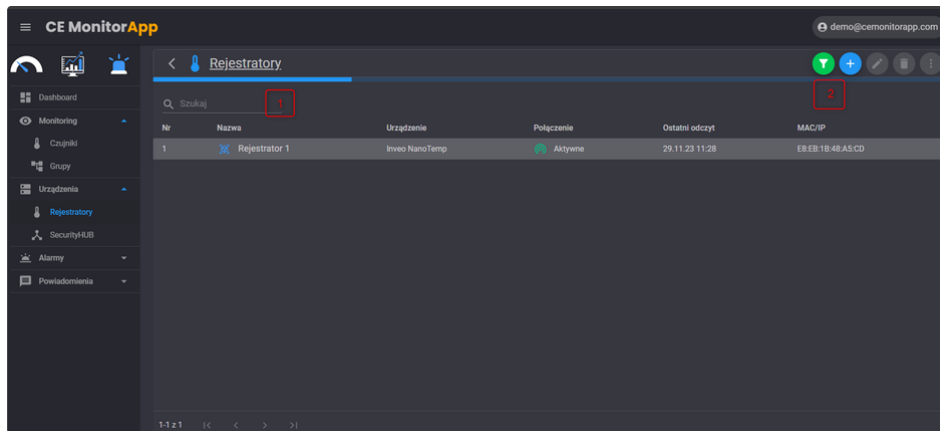 CE MonitorApp
demo@cemonitorapp.com
Rejestratory
Dashboard
Monitoring
Czujniki
Grupy
Urządzenia
Rejestratory
SecurityHUB
Alarmy
Powiadomienia
Szukaj
1
2
Nr Nazwa Urządzenie Połączenie Ostatni odczyt MAC/IP
1 Rejestrator 1 Inveo NanoTemp Aktywne 29.11.23 11:28 E8:EB:1B:48:A5:CD
1-1 z 1